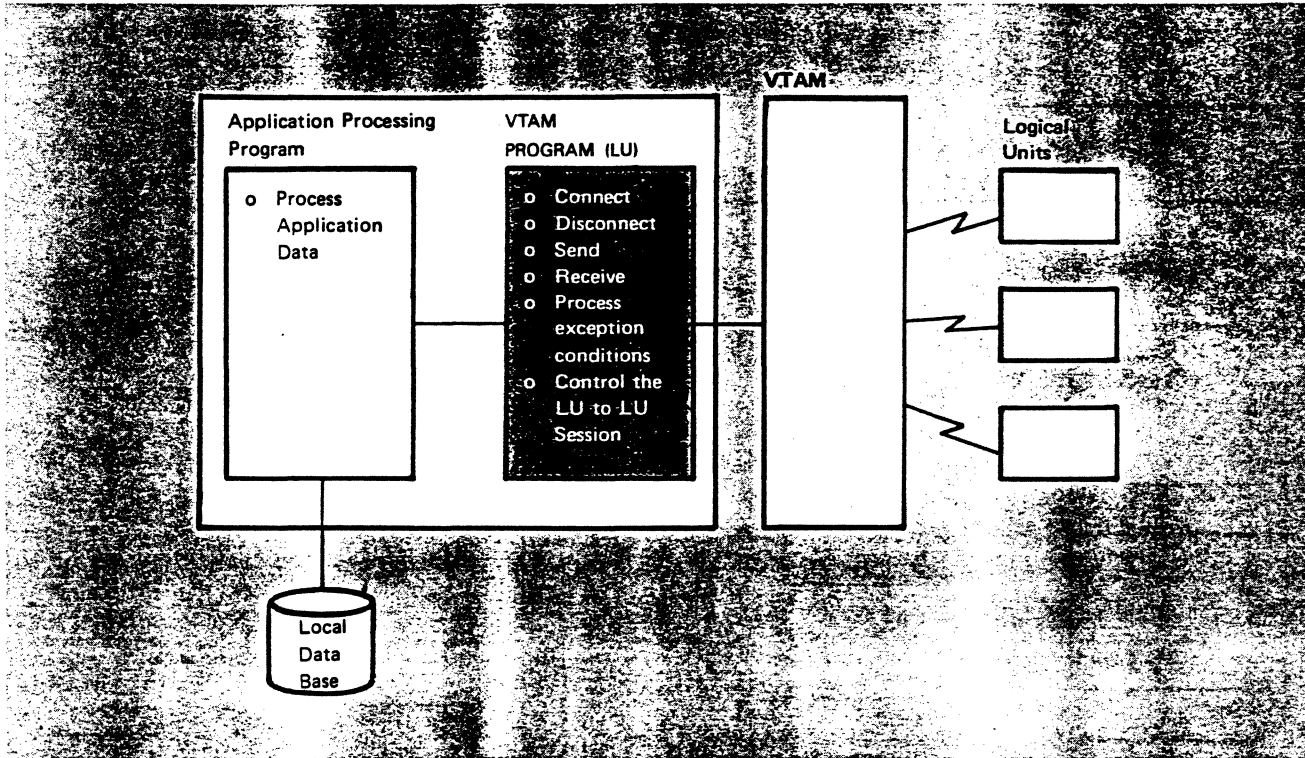 VTAM
Application Processing
Program
VTAM
PROGRAM (LU)
Logical
Units
o Process
Application
Data
o Connect
o Disconnect
o Send
o Receive
o Process
exception
conditions
o Control the
LU to LU
Session
Local
Data
Base